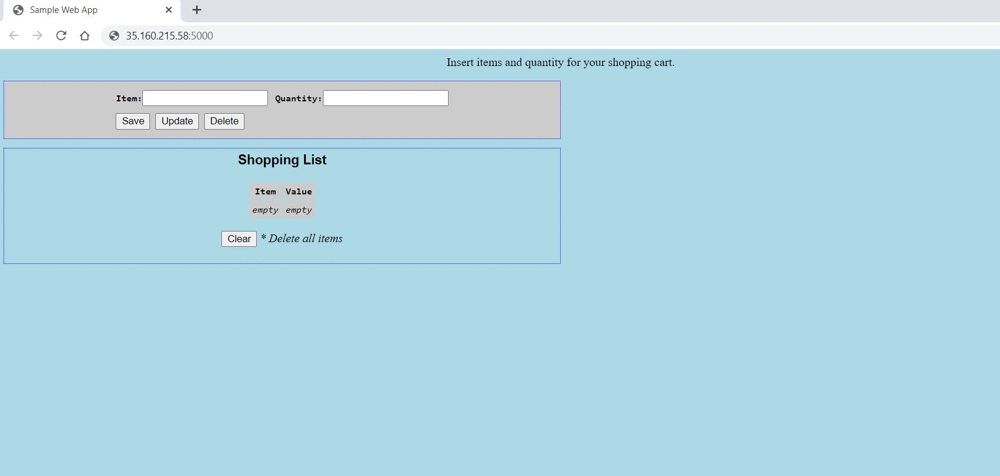 Sample Web App
35.160.215.58:5000
Insert items and quantity for your shopping cart.
Item: Quantity:
Save Update Delete
Shopping List
Item Value
empty empty
Clear * Delete all items